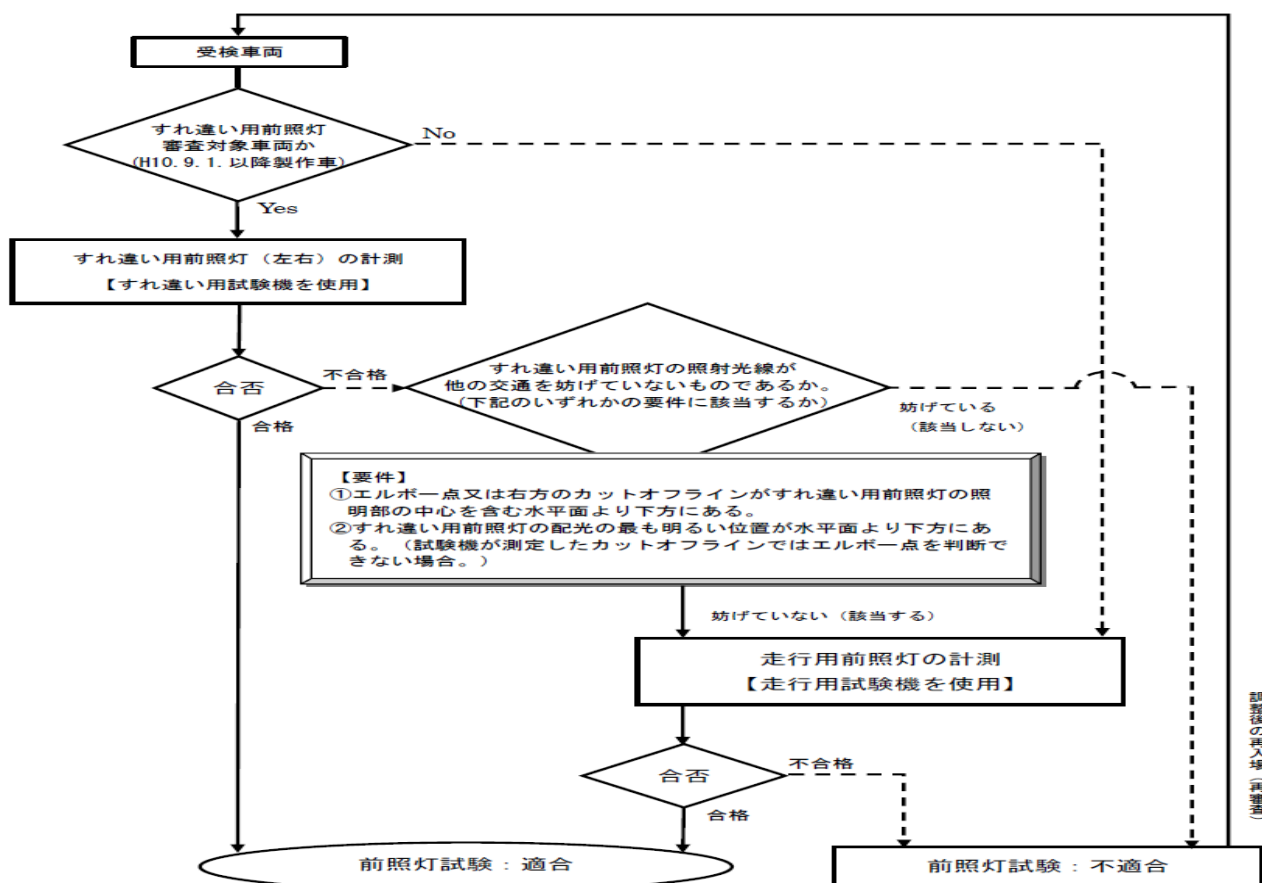 受検車両
すれ違い用前照灯
審査対象車両か
(H10.9.1.以降製作車)
No
Yes
すれ違い用前照灯(左右)の計測
【すれ違い用試験機を使用】
合否
不合格
合格
すれ違い用前照灯の照射光線が
他の交通を妨げていないものであるか。
(下記のいずれかの要件に該当するか)
妨げている
(該当しない)
【要件】
①エルボー点又は右方のカットオフラインがすれ違い用前照灯の照
明部の中心を含む水平面より下方にある。
②すれ違い用前照灯の配光の最も明るい位置が水平面より下方にあ
る。(試験機が測定したカットオフラインではエルボー点を判断で
きない場合。)
妨げていない(該当する)
走行用前照灯の計測
【走行用試験機を使用】
合否
不合格
合格
前照灯試験:適合
前照灯試験:不適合
調整後の再入場(再審査)